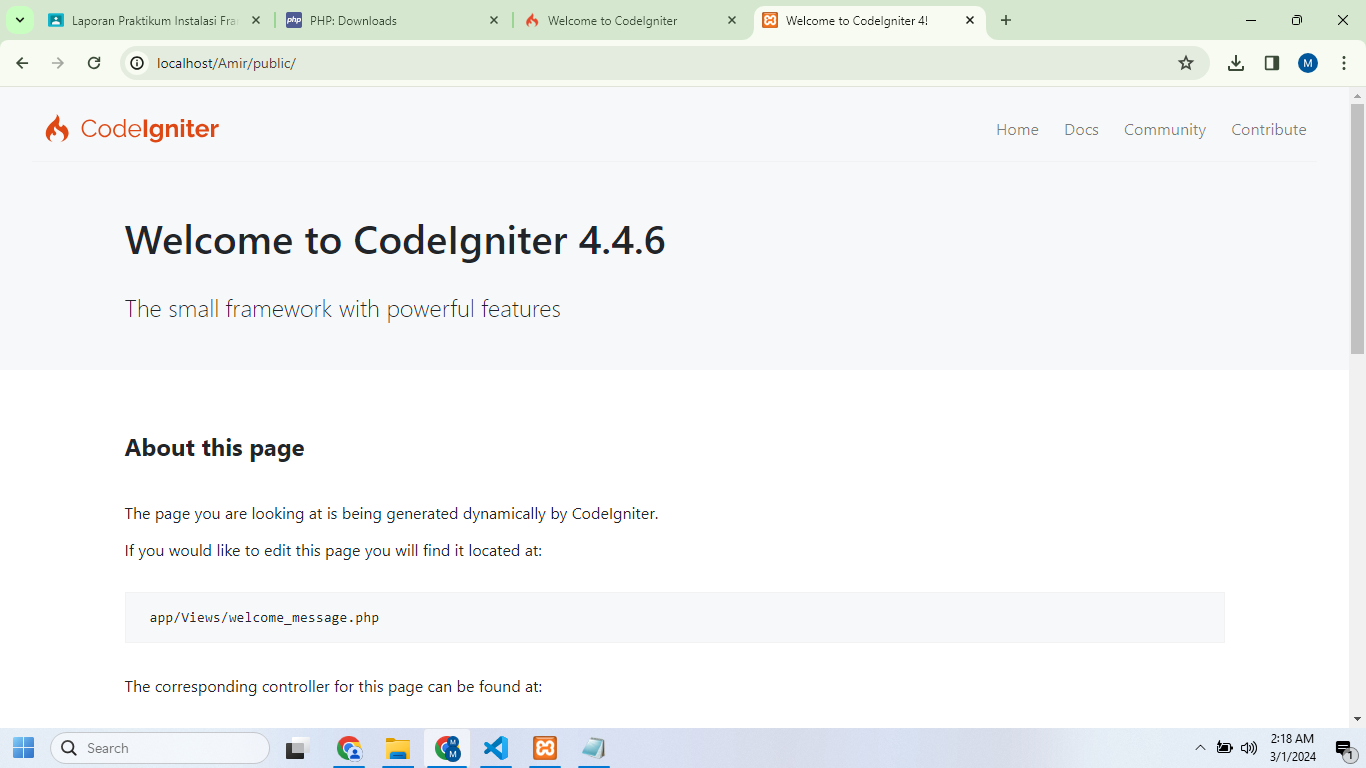 Laporan Praktikum Instalasi Fra
PHP: Downloads
Welcome to CodeIgniter
Welcome to CodeIgniter 4!
localhost/Amir/public/
M
CodeIgniter
Home
Docs
Community
Contribute
Welcome to CodeIgniter 4.4.6
The small framework with powerful features
About this page
The page you are looking at is being generated dynamically by CodeIgniter.
If you would like to edit this page you will find it located at:
app/Views/welcome_message.php
The corresponding controller for this page can be found at:
Search
M
M
2:18 AM
3/1/2024
1